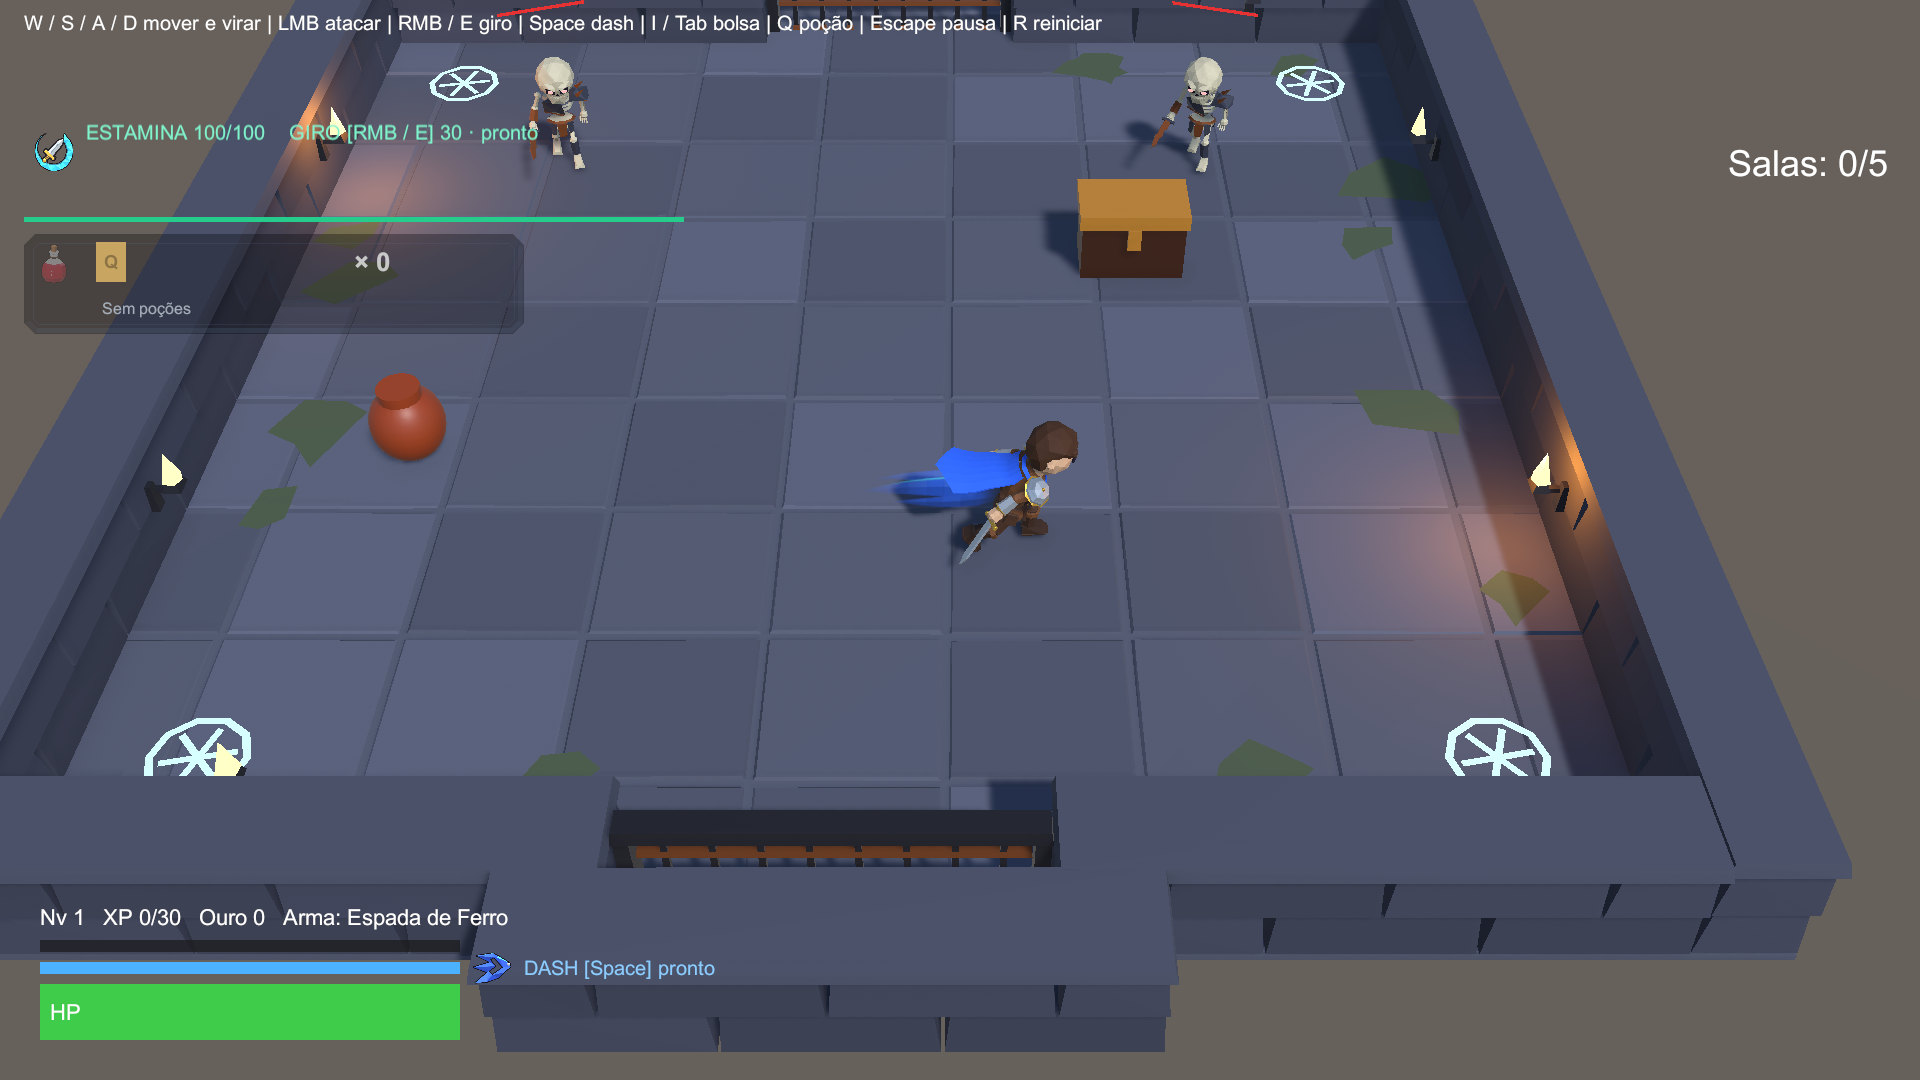 W / S / A / D mover e virar | LMB atacar | RMB / E giro | Space dash | I / Tab bolsa | Q poção | Escape pausa | R reiniciar
ESTAMINA 100/100 GIRO [RMB / E] 30 · pronto
Salas: 0/5
Q × 0
Sem poções
Nv 1 XP 0/30 Ouro 0 Arma: Espada de Ferro
DASH [Space] pronto
HP